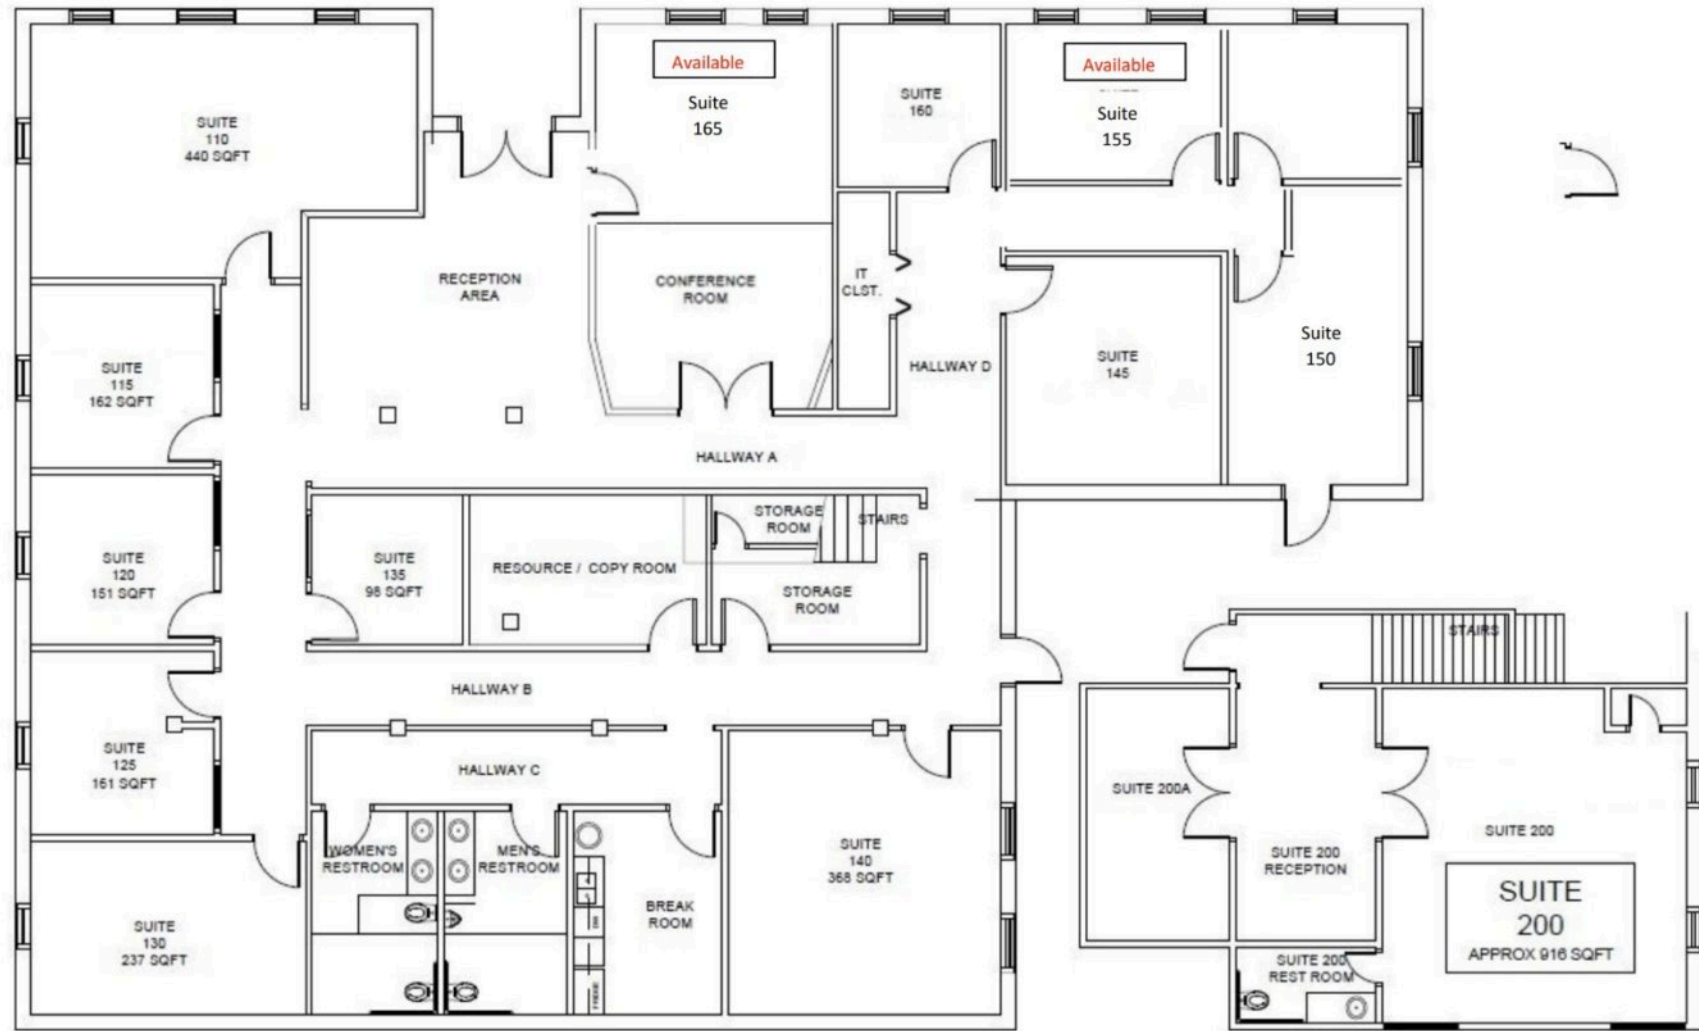 Available
Suite
165
SUITE
160
Available
Suite
155
SUITE
110
440 SQFT
RECEPTION
AREA
CONFERENCE
ROOM
IT
CLST.
HALLWAY D
SUITE
145
Suite
150
SUITE
115
162 SQFT
HALLWAY A
SUITE
120
151 SQFT
SUITE
135
98 SQFT
RESOURCE / COPY ROOM
STORAGE
ROOM
STAIRS
STORAGE
ROOM
HALLWAY B
STAIRS
SUITE
125
161 SQFT
HALLWAY C
SUITE 200A
SUITE 200
RECEPTION
SUITE 200
SUITE
200
APPROX 916 SQFT
WOMEN'S
RESTROOM
MEN'S
RESTROOM
BREAK
ROOM
SUITE
140
368 SQFT
SUITE
130
237 SQFT
FRIDGE
SUITE 200
REST ROOM